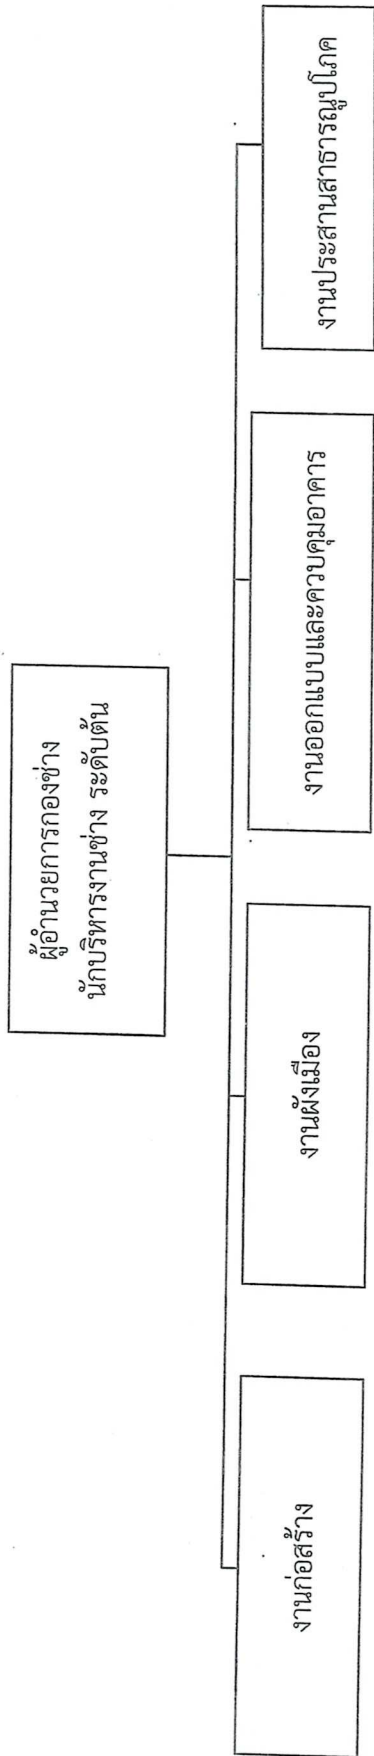 ผู้อำนวยการกองช่าง
นักบริหารงานช่าง ระดับต้น
งานก่อสร้าง
งานผังเมือง
งานออกแบบและควบคุมอาคาร
งานประสานสาธารณูปโภค